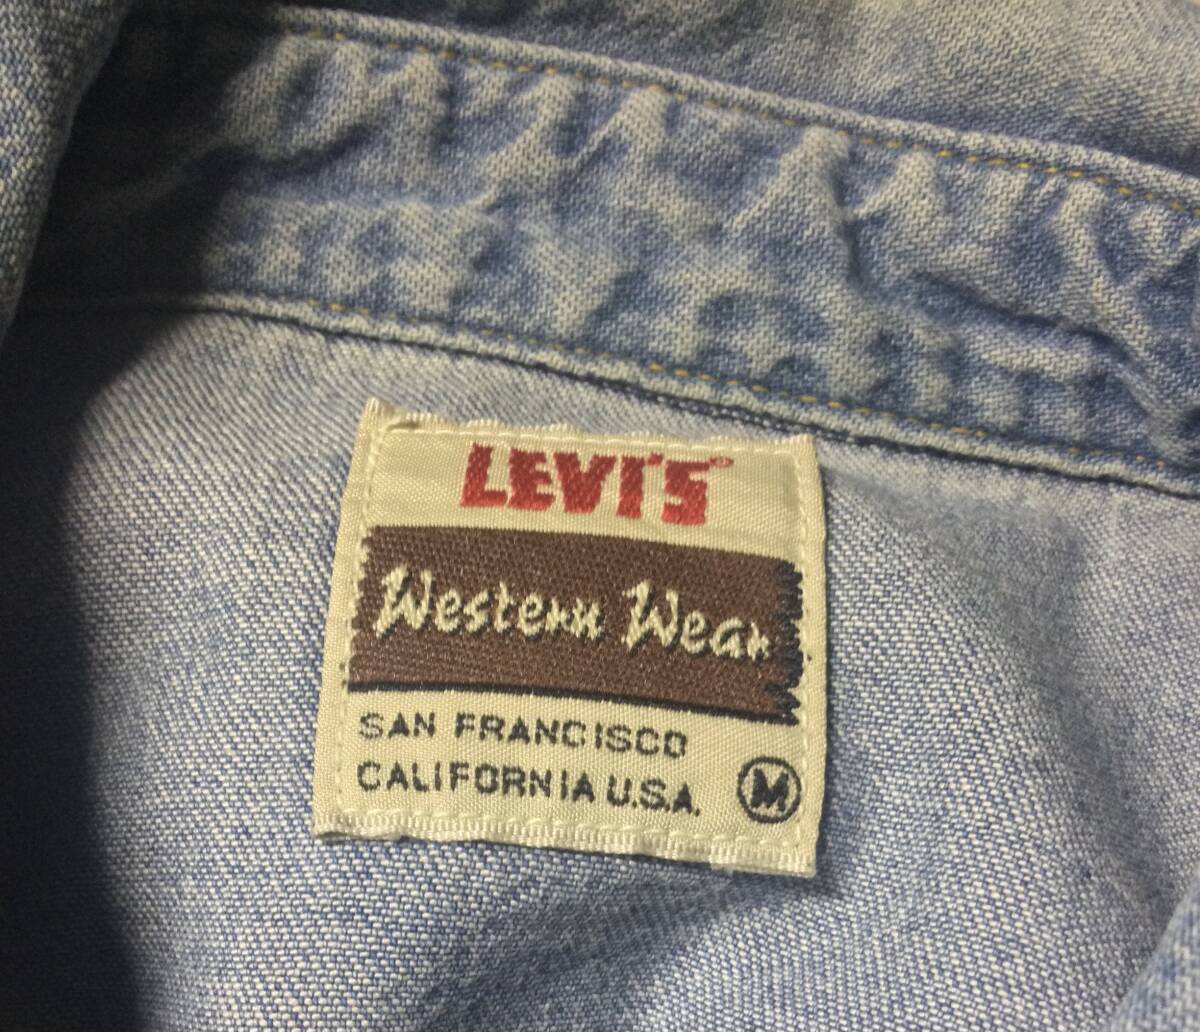 LEVI'S®
Western Wear
SAN FRANCISCO
CALIFORNIA U.S.A.
M